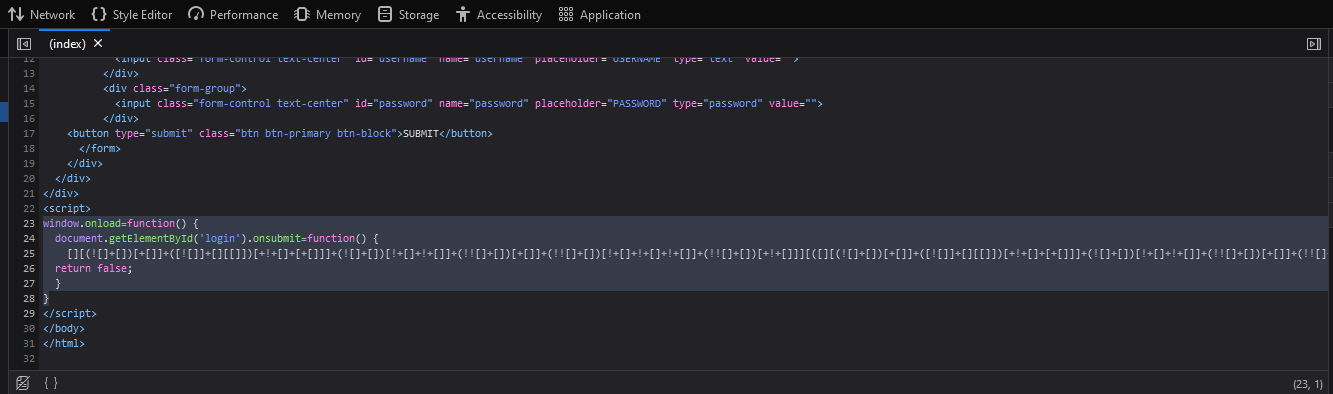 Network Style Editor Performance Memory Storage Accessibility Application
(index) ×
12 <input class="form-control text-center" id="username" name="username" placeholder="USERNAME" type="text" value="">
13 </div>
14 <div class="form-group">
15 <input class="form-control text-center" id="password" name="password" placeholder="PASSWORD" type="password" value="">
16 </div>
17 <button type="submit" class="btn btn-primary btn-block">SUBMIT</button>
18 </form>
19 </div>
20 </div>
21 </div>
22 <script>
23 window.onload=function() {
24 document.getElementById('login').onsubmit=function() {
25 [][(![]+[])[+[]]+([![]]+[][[]])[+!+[]+[+[]]]+(![]+[])[!+[]+!+[]]+(!![]+[])[+[]]+(!![]+[])[!+[]+!+[]+!+[]]+(!![]+[])[+!+[]]][([][(![]+[])[+[]]+([![]]+[][[]])[+!+[]+[+[]]]+(![]+[])[!+[]+!+[]]+(!![]+[])[+[]]+(!![]
26 return false;
27 }
28 }
29 </script>
30 </body>
31 </html>
32
{ } (23, 1)